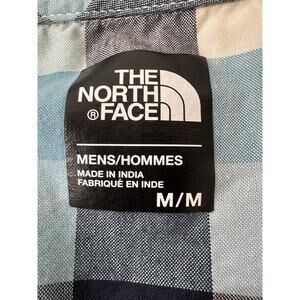 THE
NORTH
® FACE
MENS/HOMMES
MADE IN INDIA
FABRIQUÉ EN INDE
M/M